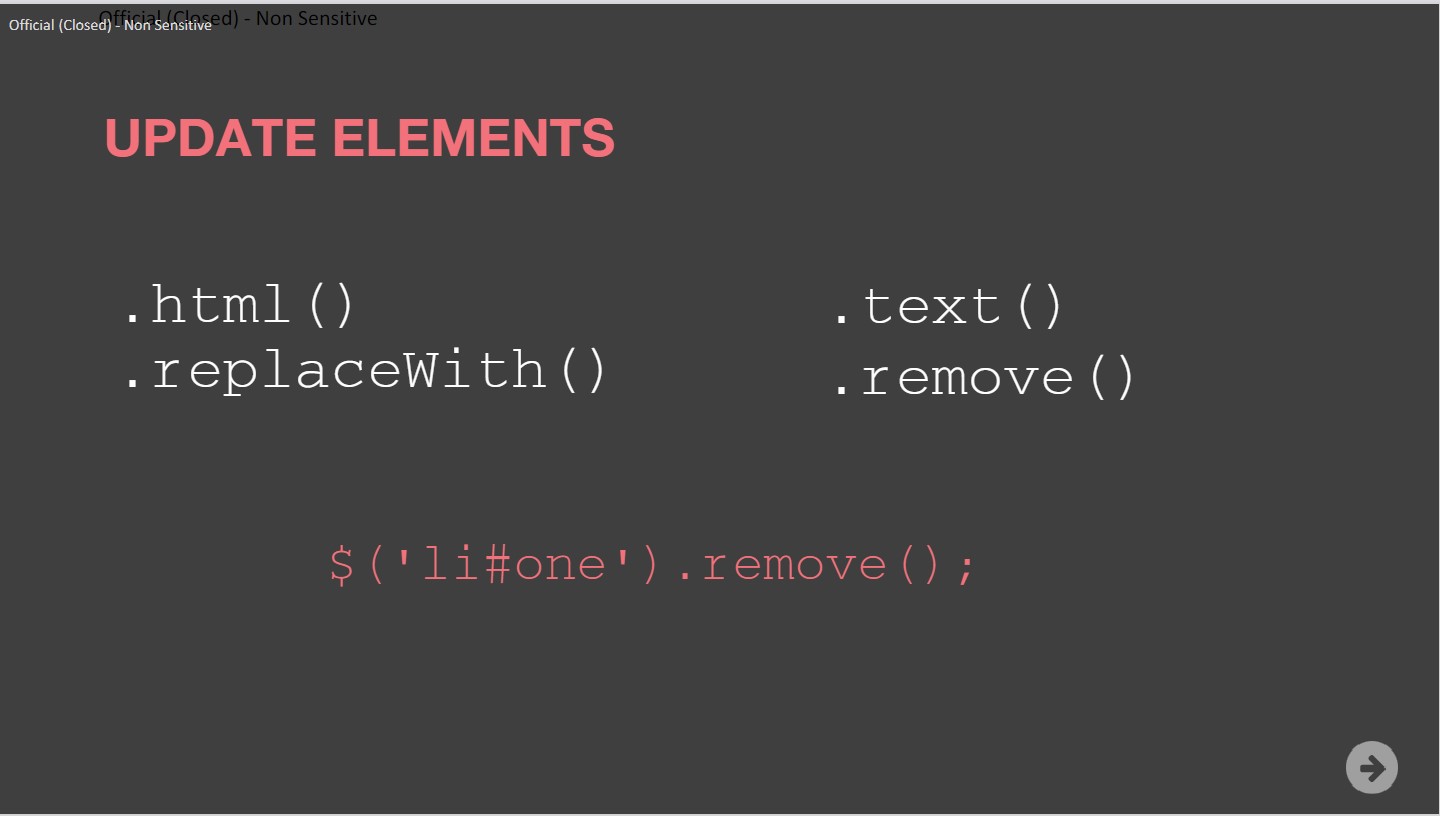 Official (Closed) - Non Sensitive
Official (Closed) - Non Sensitive
UPDATE ELEMENTS
.html()
.replaceWith()
.text()
.remove()
$('li#one').remove();